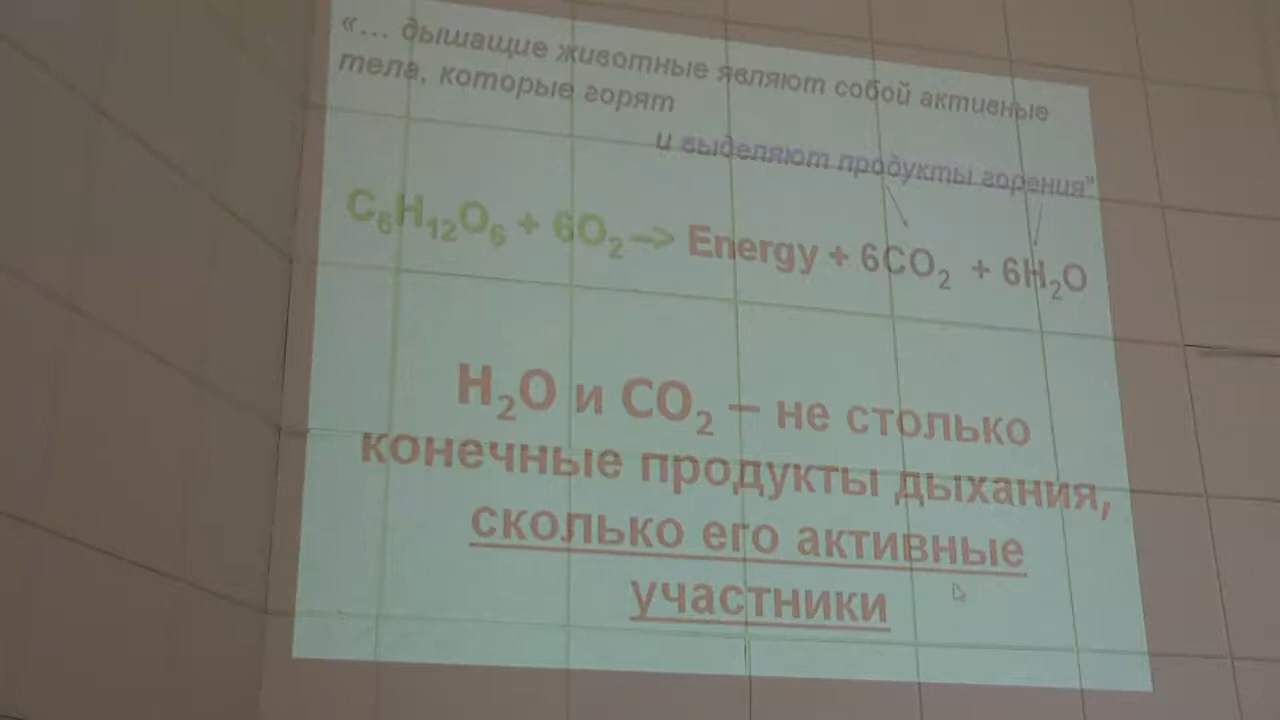 «… дышащие животные являют собой активные
тела, которые горят
и выделяют продукты горения"
C₆H₁₂O₆ + 6O₂ –> Energy + 6CO₂ + 6H₂O
H₂O и CO₂ – не столько
конечные продукты дыхания,
сколько его активные
участники